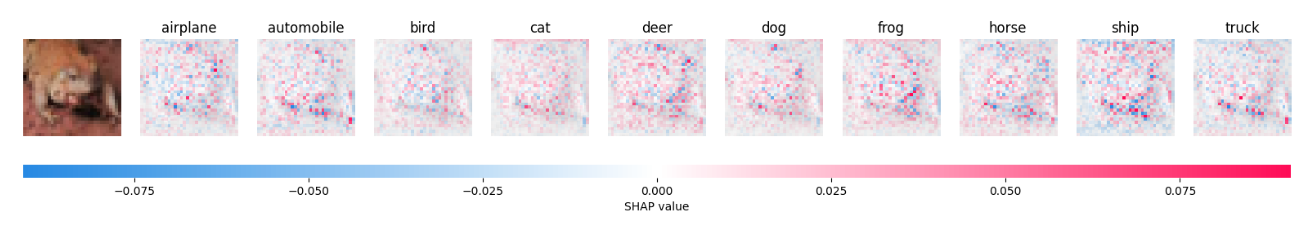 airplane automobile bird cat deer dog frog horse ship truck
−0.075 −0.050 −0.025 0.000 0.025 0.050 0.075
SHAP value